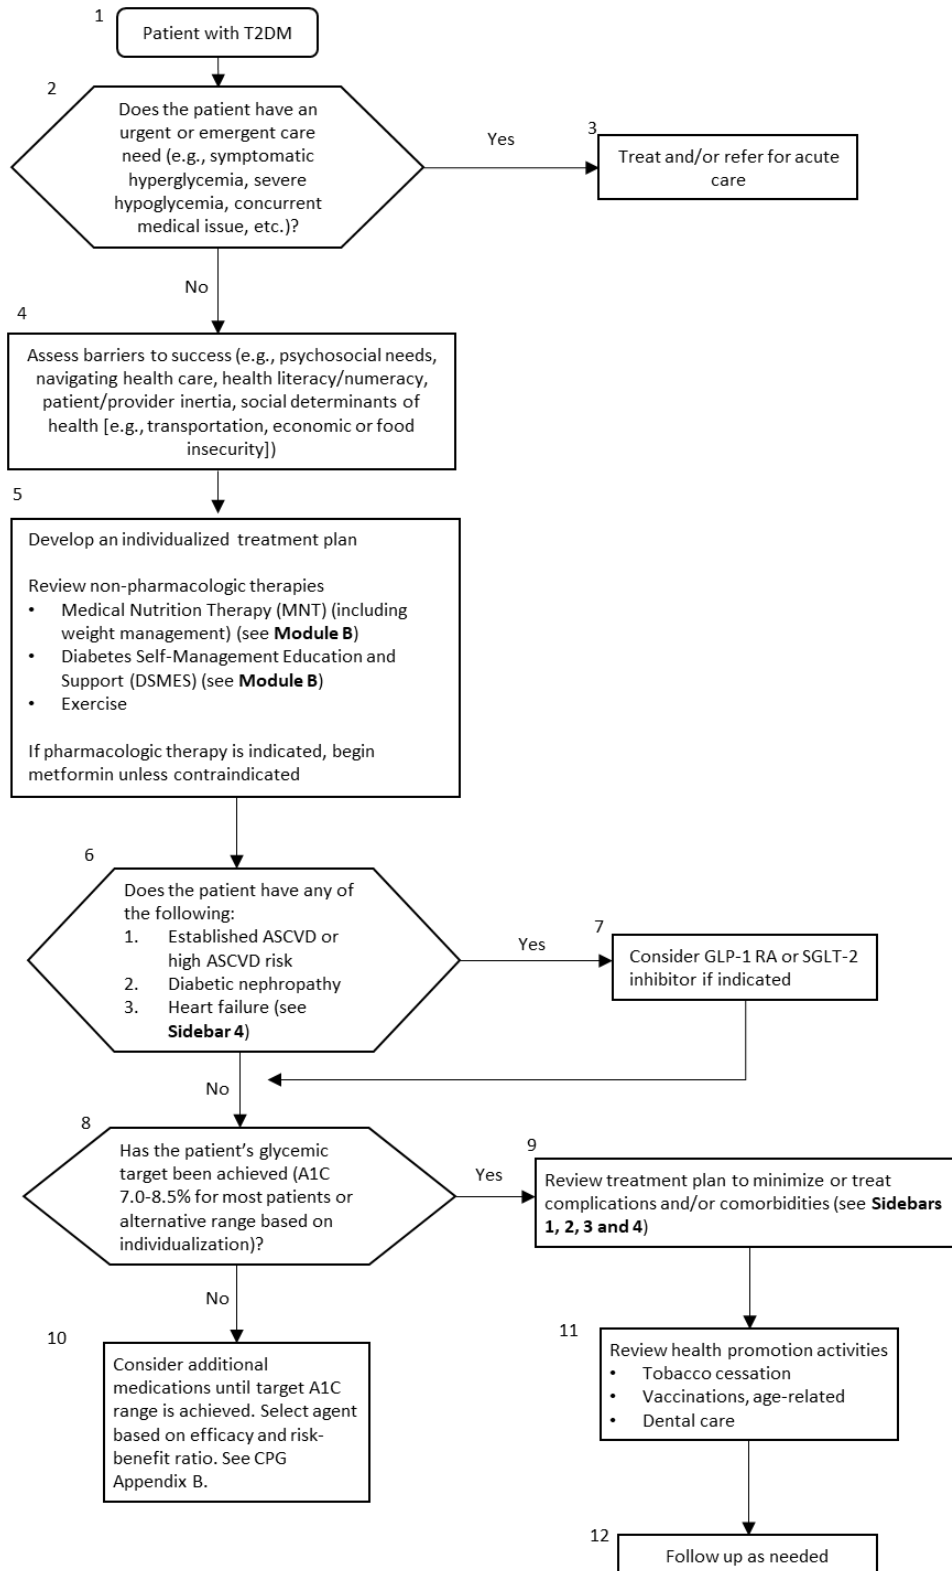 1
Patient with T2DM
2
Does the patient have an
urgent or emergent care
need (e.g., symptomatic
hyperglycemia, severe
hypoglycemia, concurrent
medical issue, etc.)?
Yes
3
Treat and/or refer for acute
care
No
4
Assess barriers to success (e.g., psychosocial needs,
navigating health care, health literacy/numeracy,
patient/provider inertia, social determinants of
health [e.g., transportation, economic or food
insecurity])
5
Develop an individualized treatment plan
Review non-pharmacologic therapies
• Medical Nutrition Therapy (MNT) (including
weight management) (see Module B)
• Diabetes Self-Management Education and
Support (DSMES) (see Module B)
• Exercise
If pharmacologic therapy is indicated, begin
metformin unless contraindicated
6
Does the patient have any of
the following:
1. Established ASCVD or
high ASCVD risk
2. Diabetic nephropathy
3. Heart failure (see
Sidebar 4)
Yes
7
Consider GLP-1 RA or SGLT-2
inhibitor if indicated
No
8
Has the patient's glycemic
target been achieved (A1C
7.0-8.5% for most patients or
alternative range based on
individualization)?
Yes
9
Review treatment plan to minimize or treat
complications and/or comorbidities (see Sidebars
1, 2, 3 and 4)
No
10
Consider additional
medications until target A1C
range is achieved. Select agent
based on efficacy and risk-
benefit ratio. See CPG
Appendix B.
11
Review health promotion activities
• Tobacco cessation
• Vaccinations, age-related
• Dental care
12
Follow up as needed